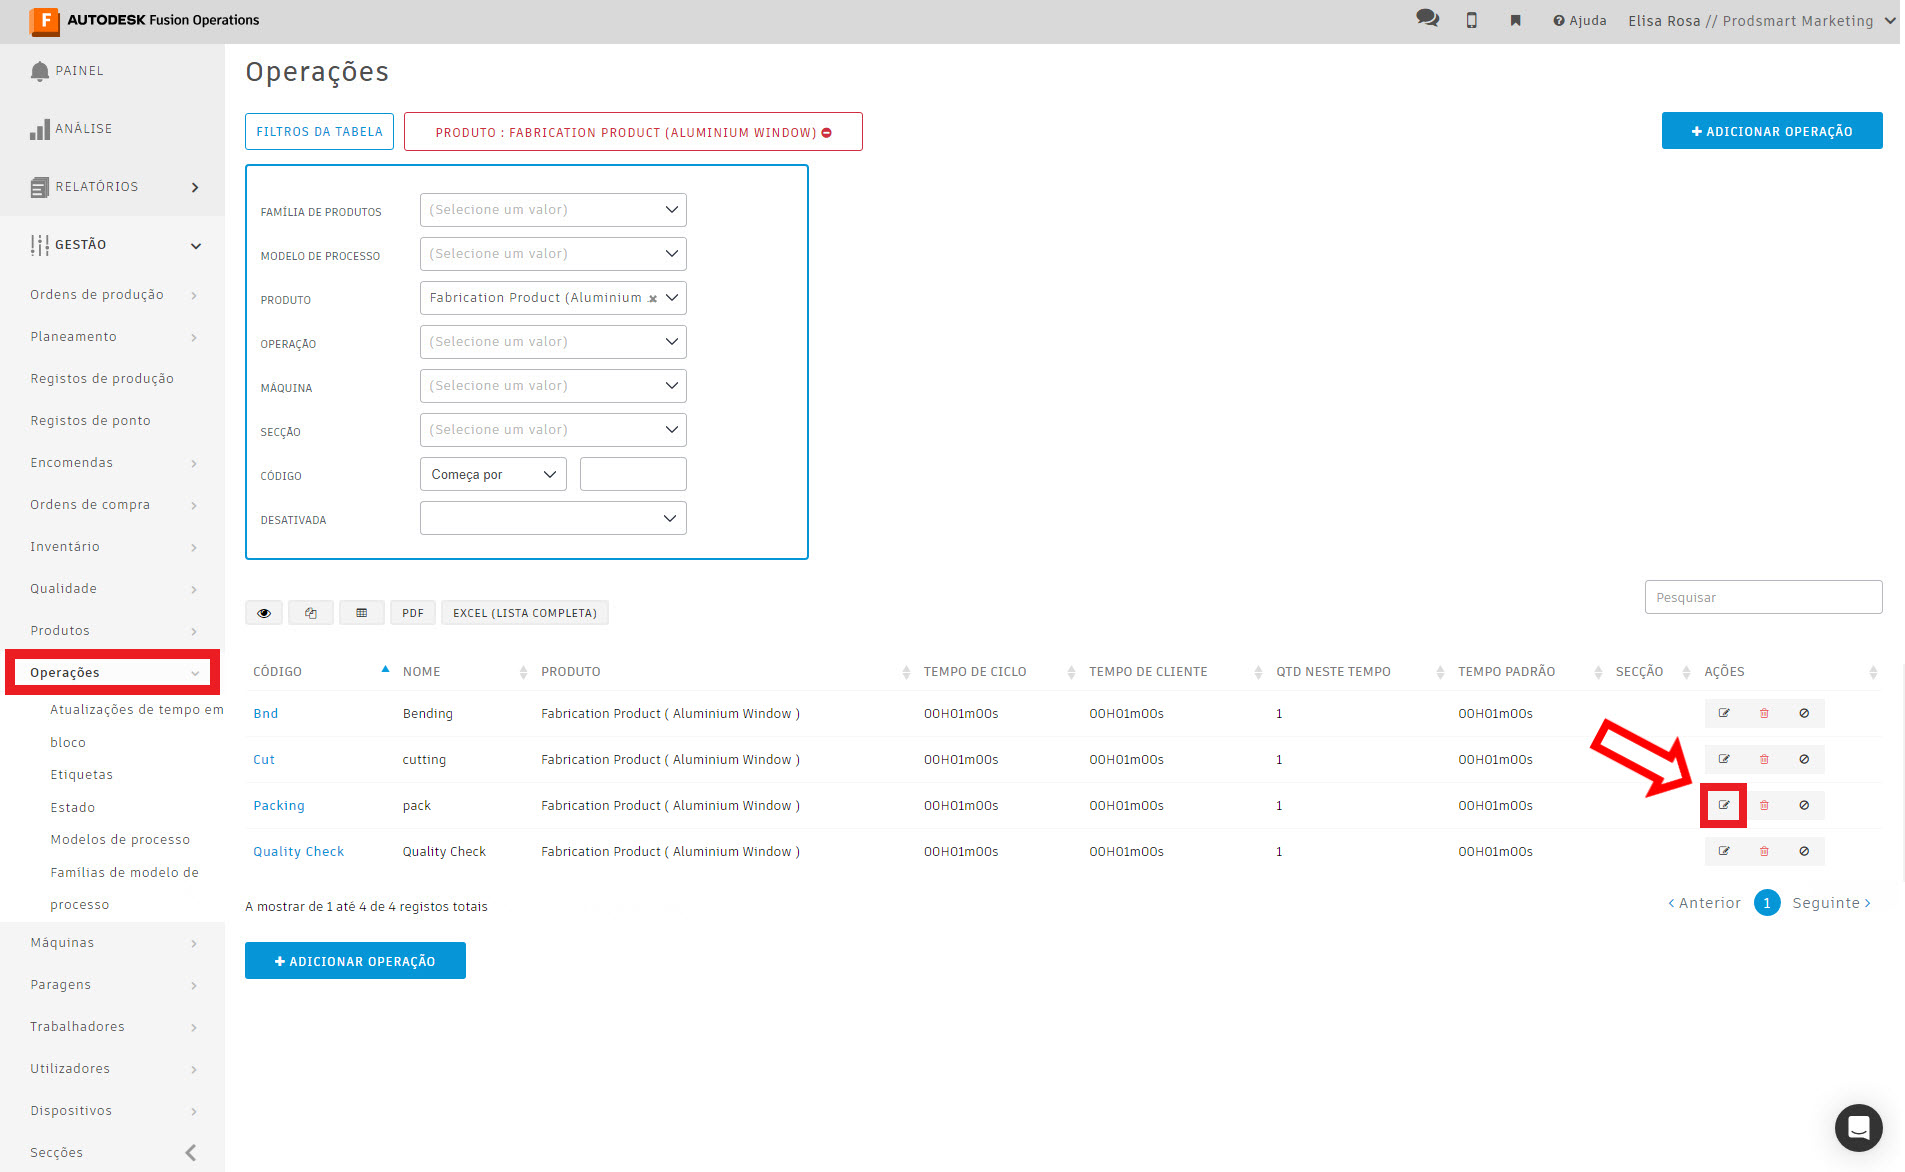 AUTODESK Fusion Operations
Ajuda
Elisa Rosa // Prodsmart Marketing
PAINEL
ANÁLISE
RELATÓRIOS
GESTÃO
Ordens de produção
Planeamento
Registos de produção
Registos de ponto
Encomendas
Ordens de compra
Inventário
Qualidade
Produtos
Operações
Atualizações de tempo em
bloco
Etiquetas
Estado
Modelos de processo
Famílias de modelo de
processo
Máquinas
Paragens
Trabalhadores
Utilizadores
Dispositivos
Secções
Operações
FILTROS DA TABELA
PRODUTO : FABRICATION PRODUCT (ALUMINIUM WINDOW)
ADICIONAR OPERAÇÃO
FAMÍLIA DE PRODUTOS (Selecione um valor)
MODELO DE PROCESSO (Selecione um valor)
PRODUTO Fabrication Product (Aluminium
OPERAÇÃO (Selecione um valor)
MÁQUINA (Selecione um valor)
SECÇÃO (Selecione um valor)
CÓDIGO Começa por
DESATIVADA
PDF
EXCEL (LISTA COMPLETA)
Pesquisar
CÓDIGO NOME PRODUTO TEMPO DE CICLO TEMPO DE CLIENTE QTD NESTE TEMPO TEMPO PADRÃO SECÇÃO AÇÕES
Bnd Bending Fabrication Product ( Aluminium Window ) 00H01m00s 00H01m00s 1 00H01m00s
Cut cutting Fabrication Product ( Aluminium Window ) 00H01m00s 00H01m00s 1 00H01m00s
Packing pack Fabrication Product ( Aluminium Window ) 00H01m00s 00H01m00s 1 00H01m00s
Quality Check Quality Check Fabrication Product ( Aluminium Window ) 00H01m00s 00H01m00s 1 00H01m00s
A mostrar de 1 até 4 de 4 registos totais
Anterior 1 Seguinte
ADICIONAR OPERAÇÃO